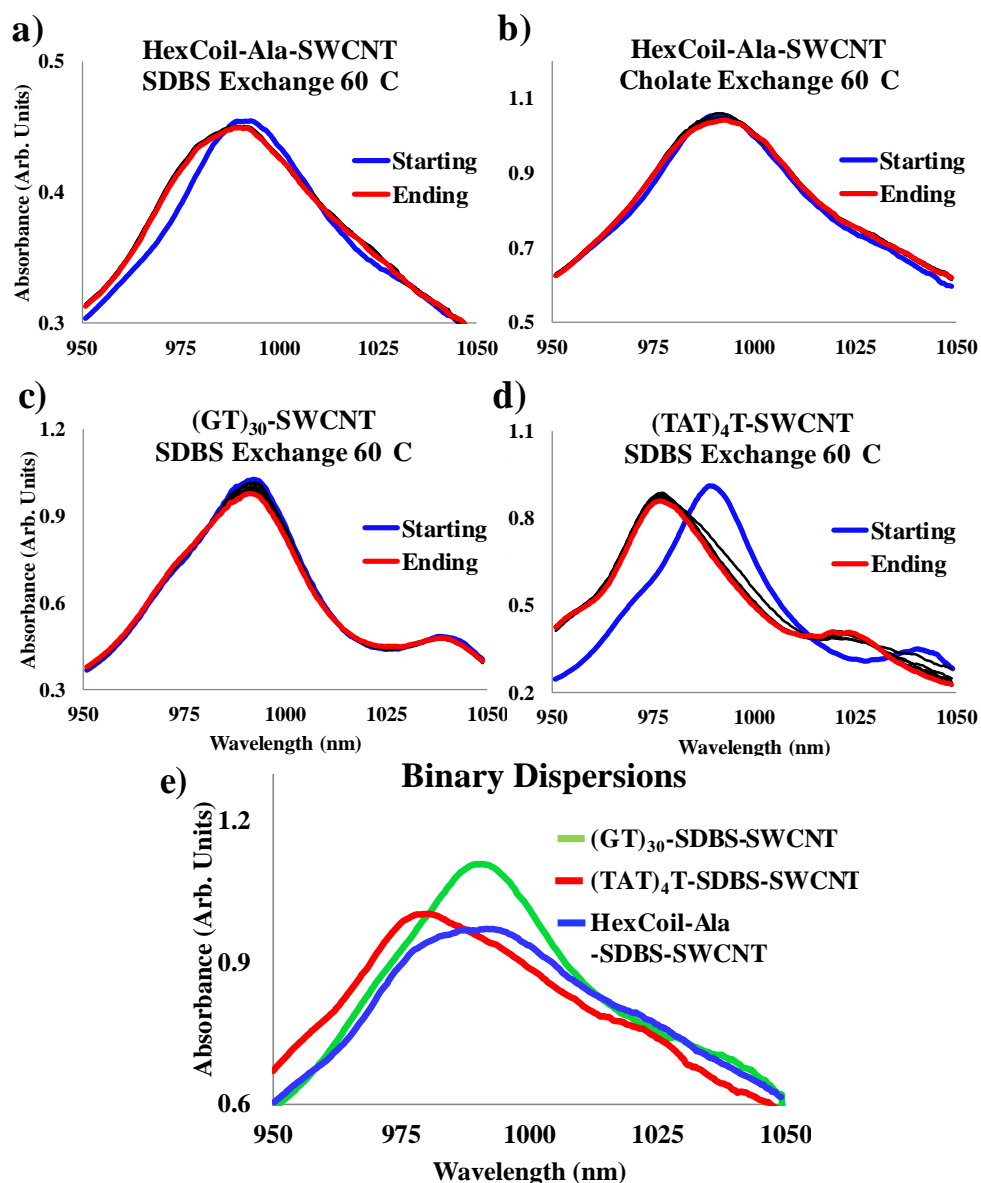 a)
HexCoil-Ala-SWCNT
SDBS Exchange 60 C
Absorbance (Arb. Units)
0.5
0.4
0.3
Starting
Ending
950 975 1000 1025 1050
b)
HexCoil-Ala-SWCNT
Cholate Exchange 60 C
1.1
0.9
0.7
0.5
Starting
Ending
950 975 1000 1025 1050
c)
(GT)30-SWCNT
SDBS Exchange 60 C
Absorbance (Arb. Units)
1.2
0.9
0.6
0.3
Starting
Ending
950 975 1000 1025 1050
Wavelength (nm)
d)
(TAT)4T-SWCNT
SDBS Exchange 60 C
1.1
0.8
0.5
0.2
Starting
Ending
950 975 1000 1025 1050
Wavelength (nm)
e)
Binary Dispersions
Absorbance (Arb. Units)
1.2
0.9
0.6
(GT)30-SDBS-SWCNT
(TAT)4T-SDBS-SWCNT
HexCoil-Ala
-SDBS-SWCNT
950 975 1000 1025 1050
Wavelength (nm)